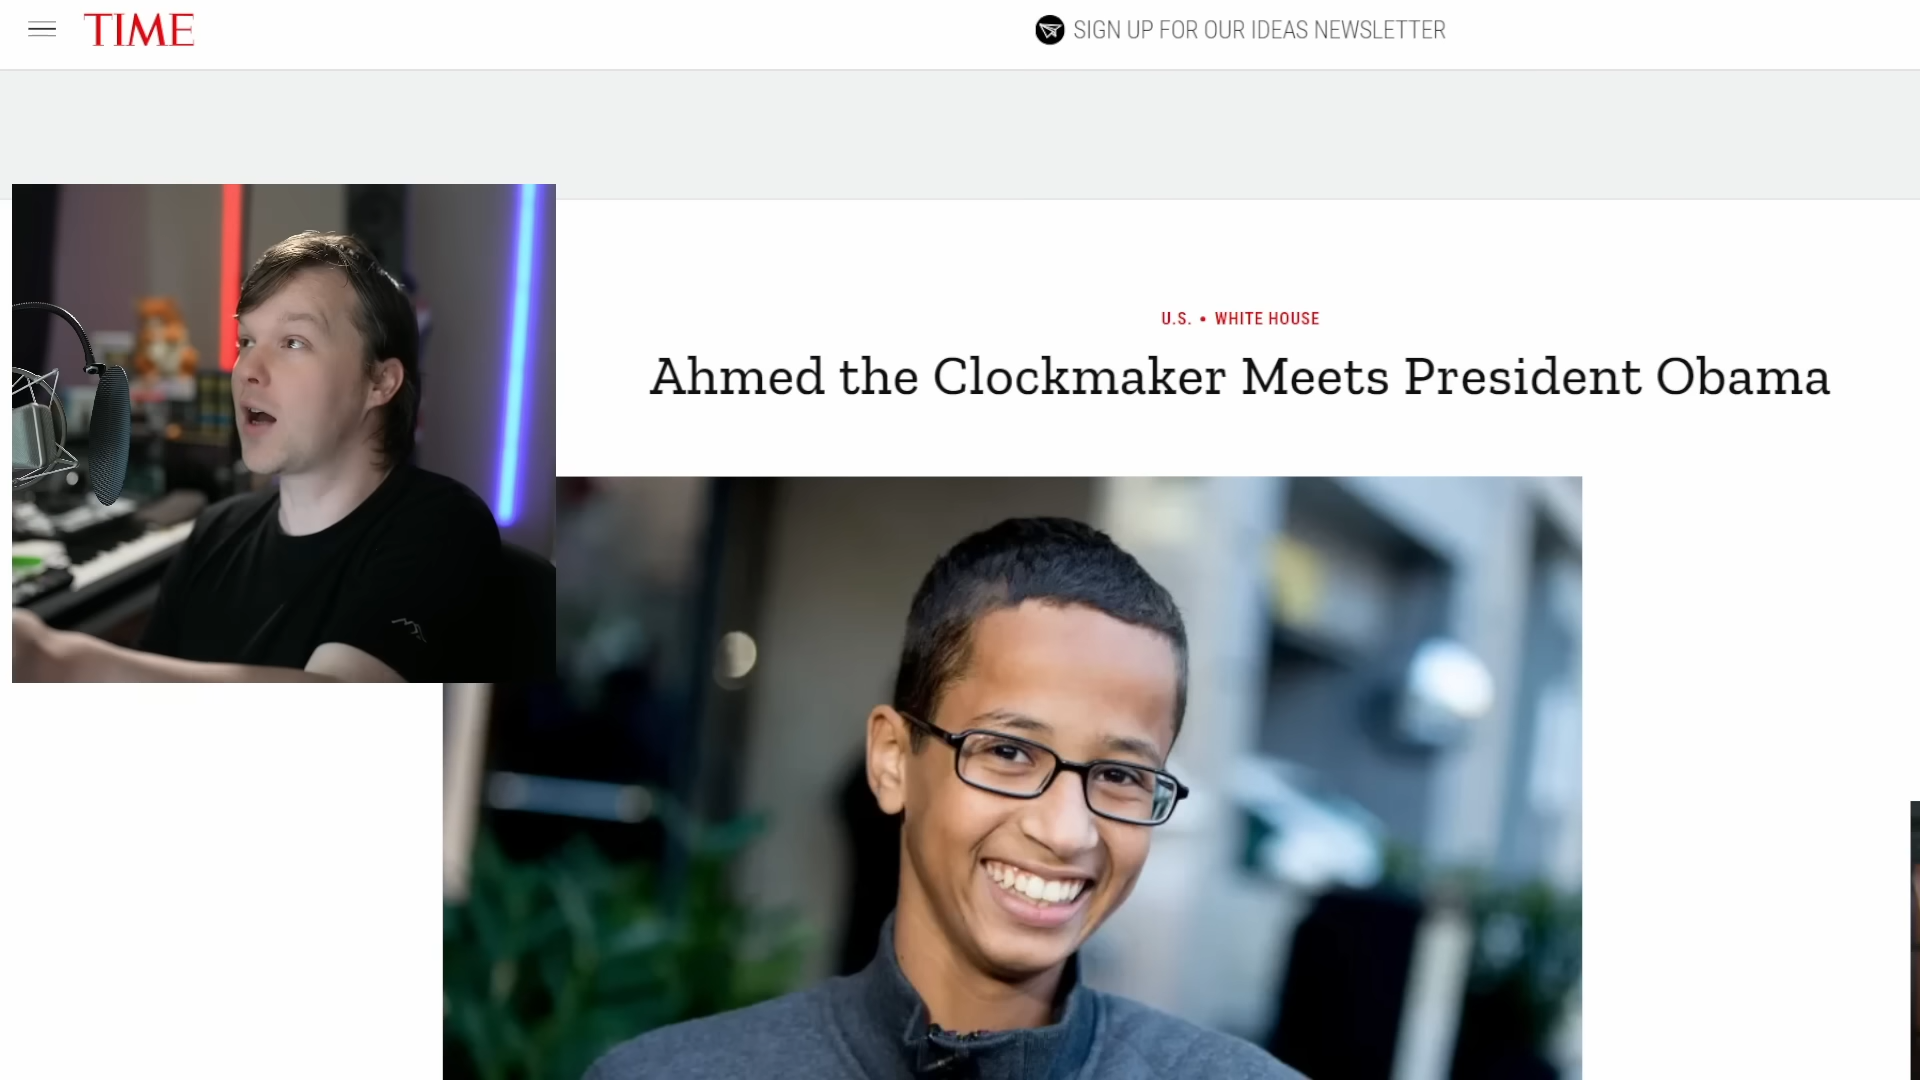 TIME
SIGN UP FOR OUR IDEAS NEWSLETTER
U.S. • WHITE HOUSE
Ahmed the Clockmaker Meets President Obama